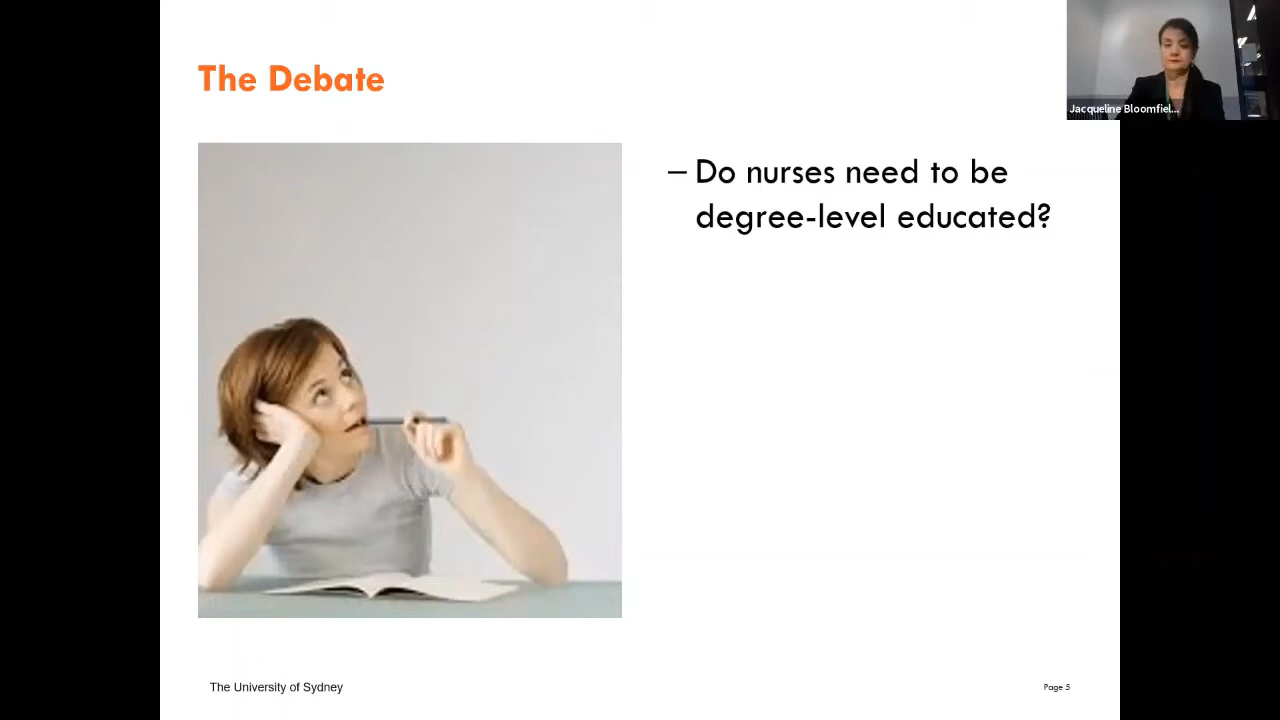 The Debate
Jacqueline Bloomfiel...
– Do nurses need to be
degree-level educated?
The University of Sydney
Page 5